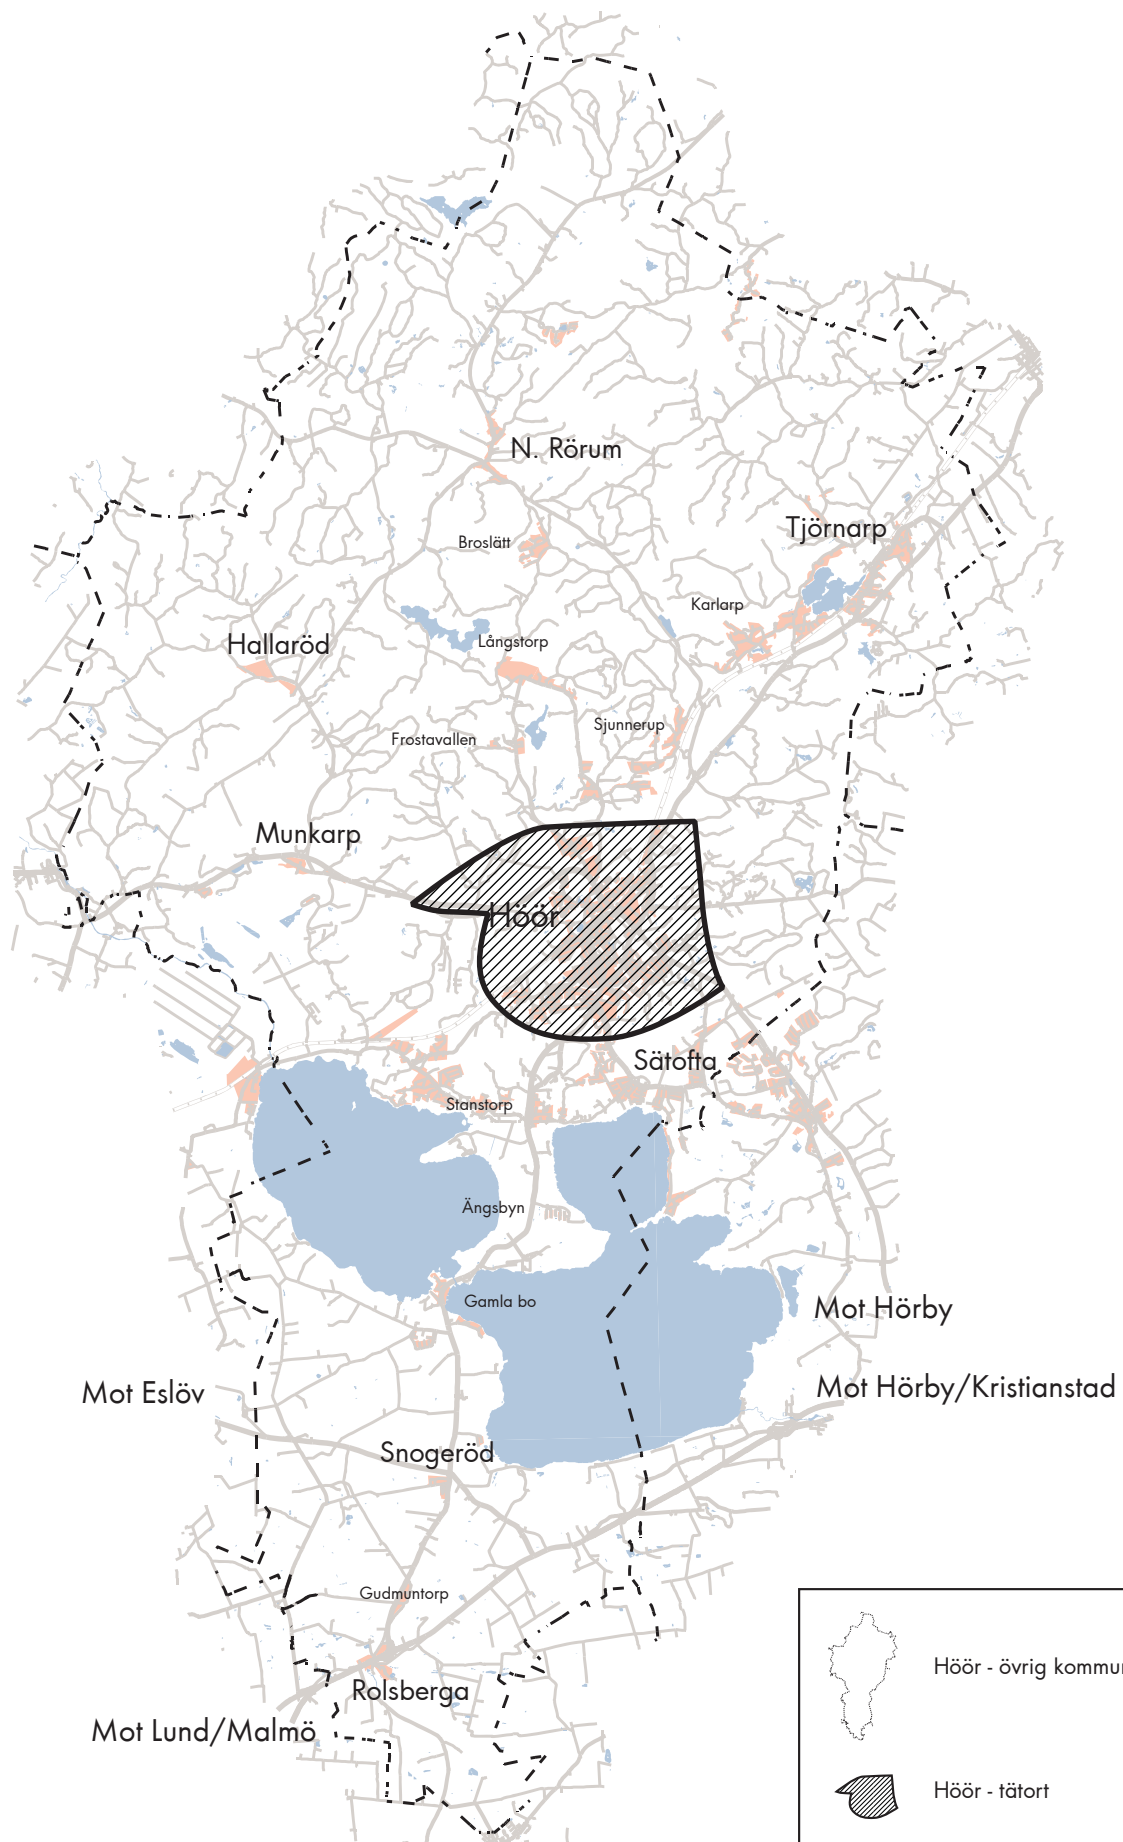 N. Rörum
Tjörnarp
Broslätt
Karlarp
Hallaröd
Långstorp
Sjunnerup
Frostavallen
Munkarp
Höör
Sätofta
Stanstorp
Ängsbyn
Gamla bo
Mot Hörby
Mot Eslöv
Mot Hörby/Kristianstad
Snogeröd
Gudmuntorp
Rolsberga
Mot Lund/Malmö
Höör - övrig kommun
Höör - tätort